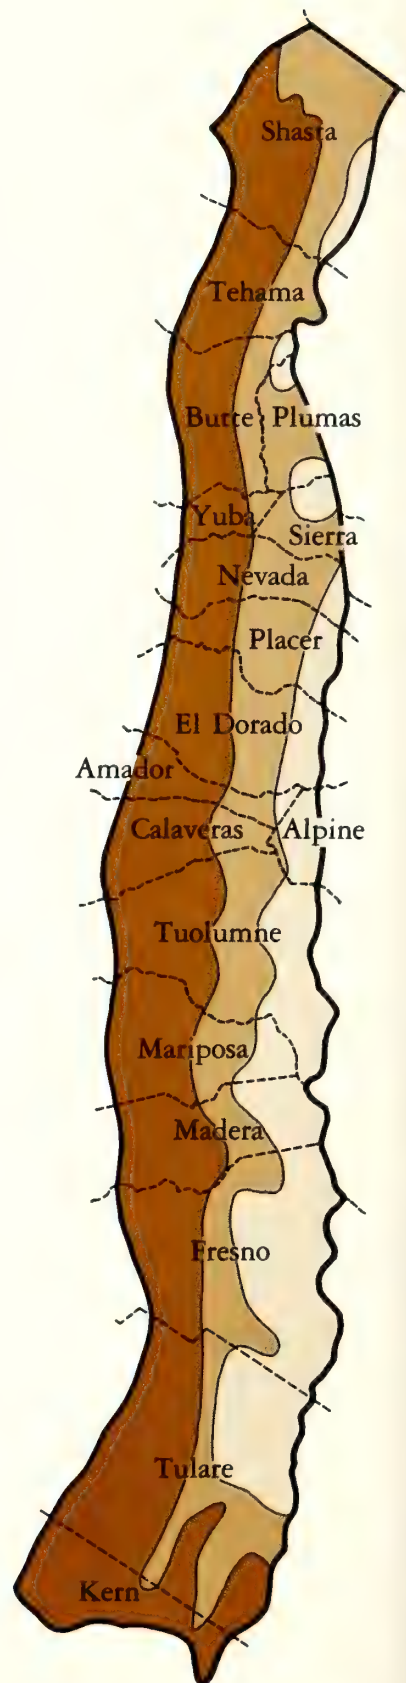 Shasta
Tehama
Butte Plumas
Yuba
Sierra
Nevada
Placer
El Dorado
Amador
Calaveras Alpine
Tuolumne
Mariposa
Madera
Fresno
Tulare
Kern